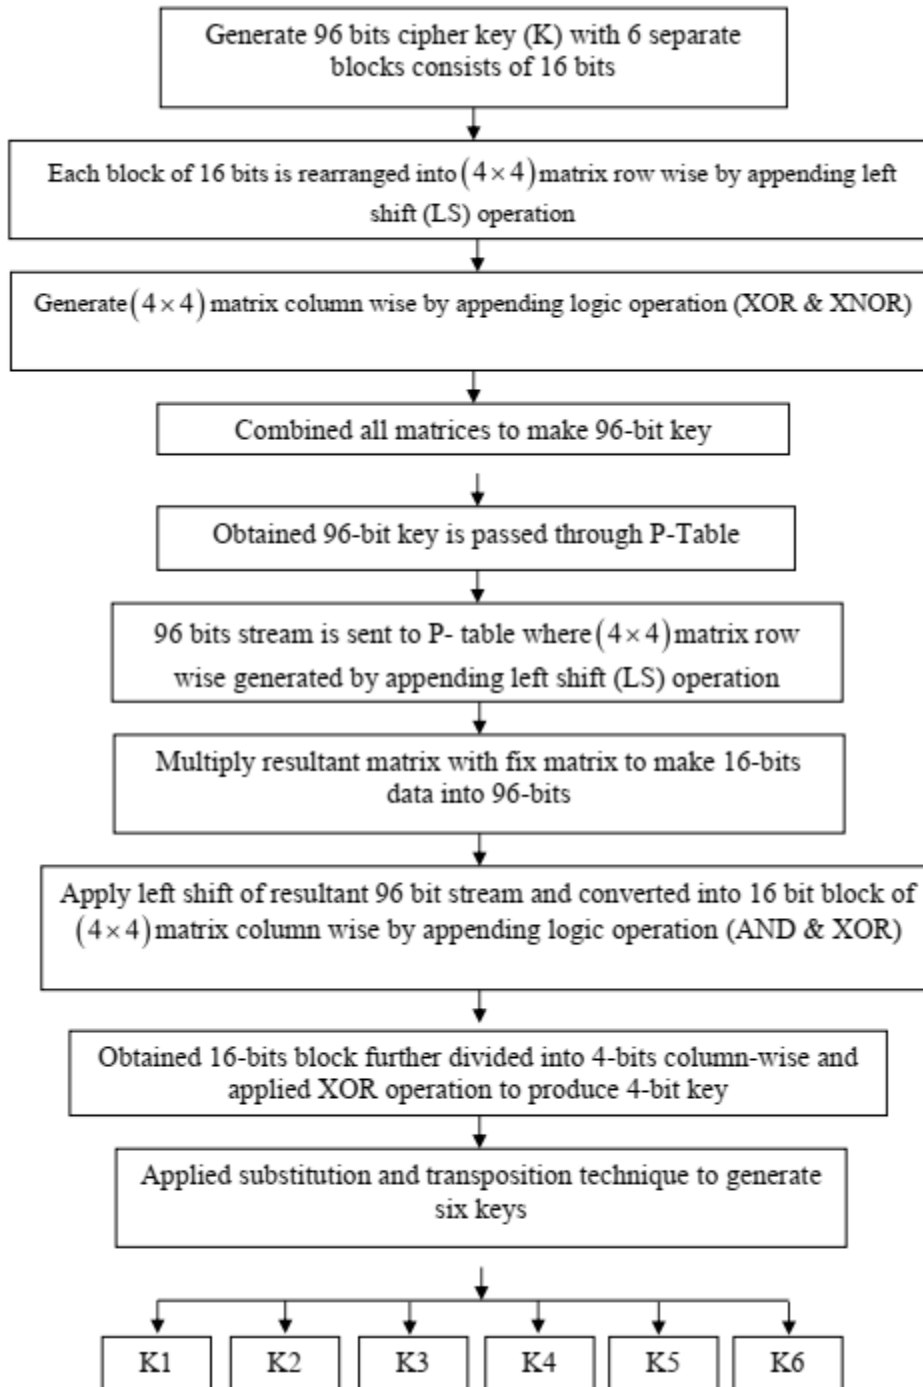 Generate 96 bits cipher key (K) with 6 separate
blocks consists of 16 bits
Each block of 16 bits is rearranged into (4 × 4) matrix row wise by appending left
shift (LS) operation
Generate (4 × 4) matrix column wise by appending logic operation (XOR & XNOR)
Combined all matrices to make 96-bit key
Obtained 96-bit key is passed through P-Table
96 bits stream is sent to P- table where (4 × 4) matrix row
wise generated by appending left shift (LS) operation
Multiply resultant matrix with fix matrix to make 16-bits
data into 96-bits
Apply left shift of resultant 96 bit stream and converted into 16 bit block of
(4 × 4) matrix column wise by appending logic operation (AND & XOR)
Obtained 16-bits block further divided into 4-bits column-wise and
applied XOR operation to produce 4-bit key
Applied substitution and transposition technique to generate
six keys
K1 K2 K3 K4 K5 K6